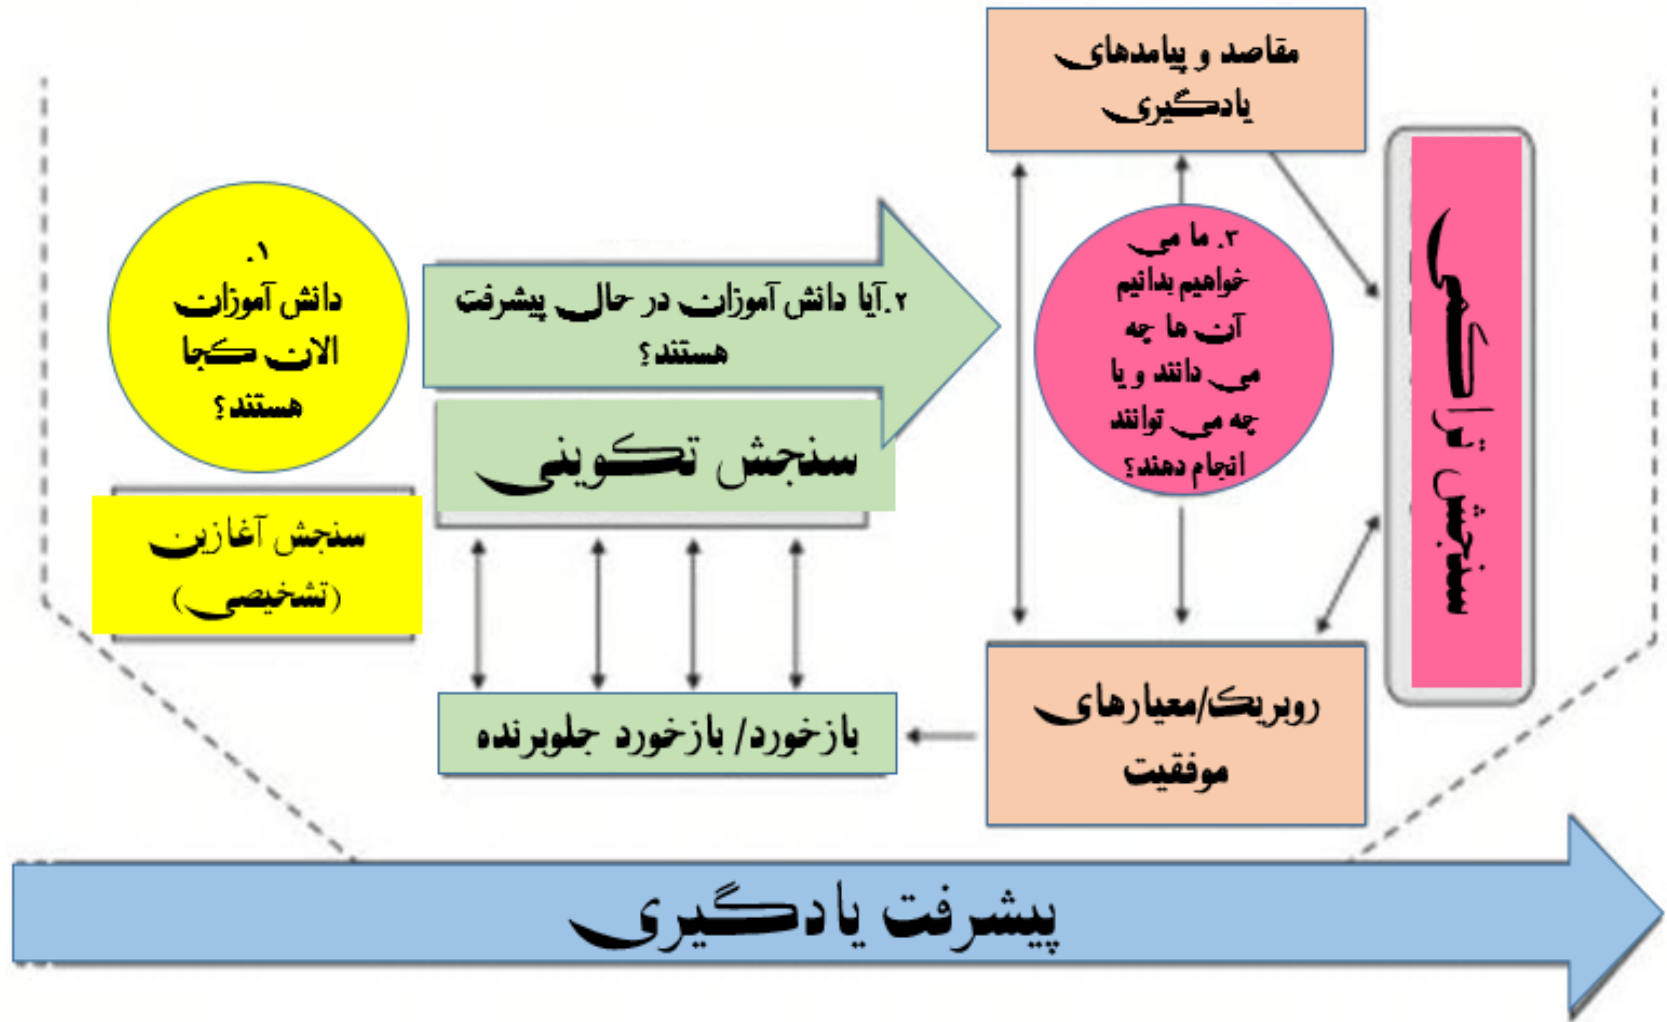 مقاصد و پیامدهای
یادگیری
۱.
دانش آموزان
الان کجا
هستند؟
سنجش آغازین
(تشخیصی)
۲.آیا دانش آموزان در حال پیشرفت
هستند؟
سنجش تکوینی
بازخورد/ بازخورد جلوبرنده
۳. ما می
خواهیم بدانیم
آن ها چه
می دانند و یا
چه می توانند
انجام دهند؟
روبریک/معیارهای
موفقیت
سنجش تراکمی
پیشرفت یادگیری